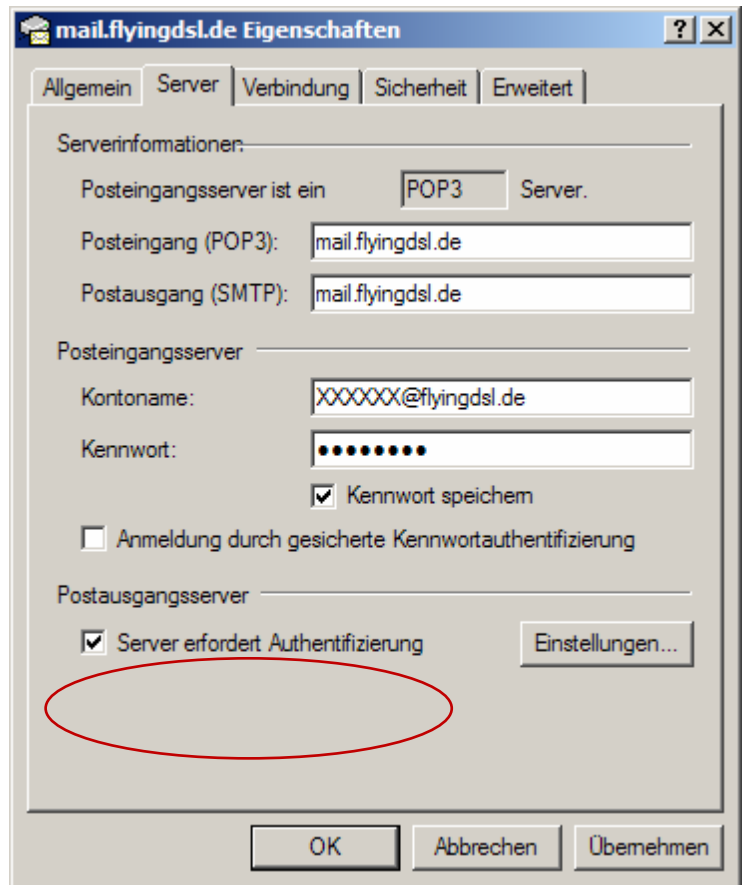 mail.flyingdsl.de Eigenschaften
Allgemein Server Verbindung Sicherheit Erweitert
Serverinformationen
Posteingangsserver ist ein POP3 Server.
Posteingang (POP3): mail.flyingdsl.de
Postausgang (SMTP): mail.flyingdsl.de
Posteingangsserver
Kontoname: XXXXXX@flyingdsl.de
Kennwort: ●●●●●●●●
Kennwort speichern
Anmeldung durch gesicherte Kennwortauthentifizierung
Postausgangsserver
Server erfordert Authentifizierung Einstellungen...
OK Abbrechen Übernehmen